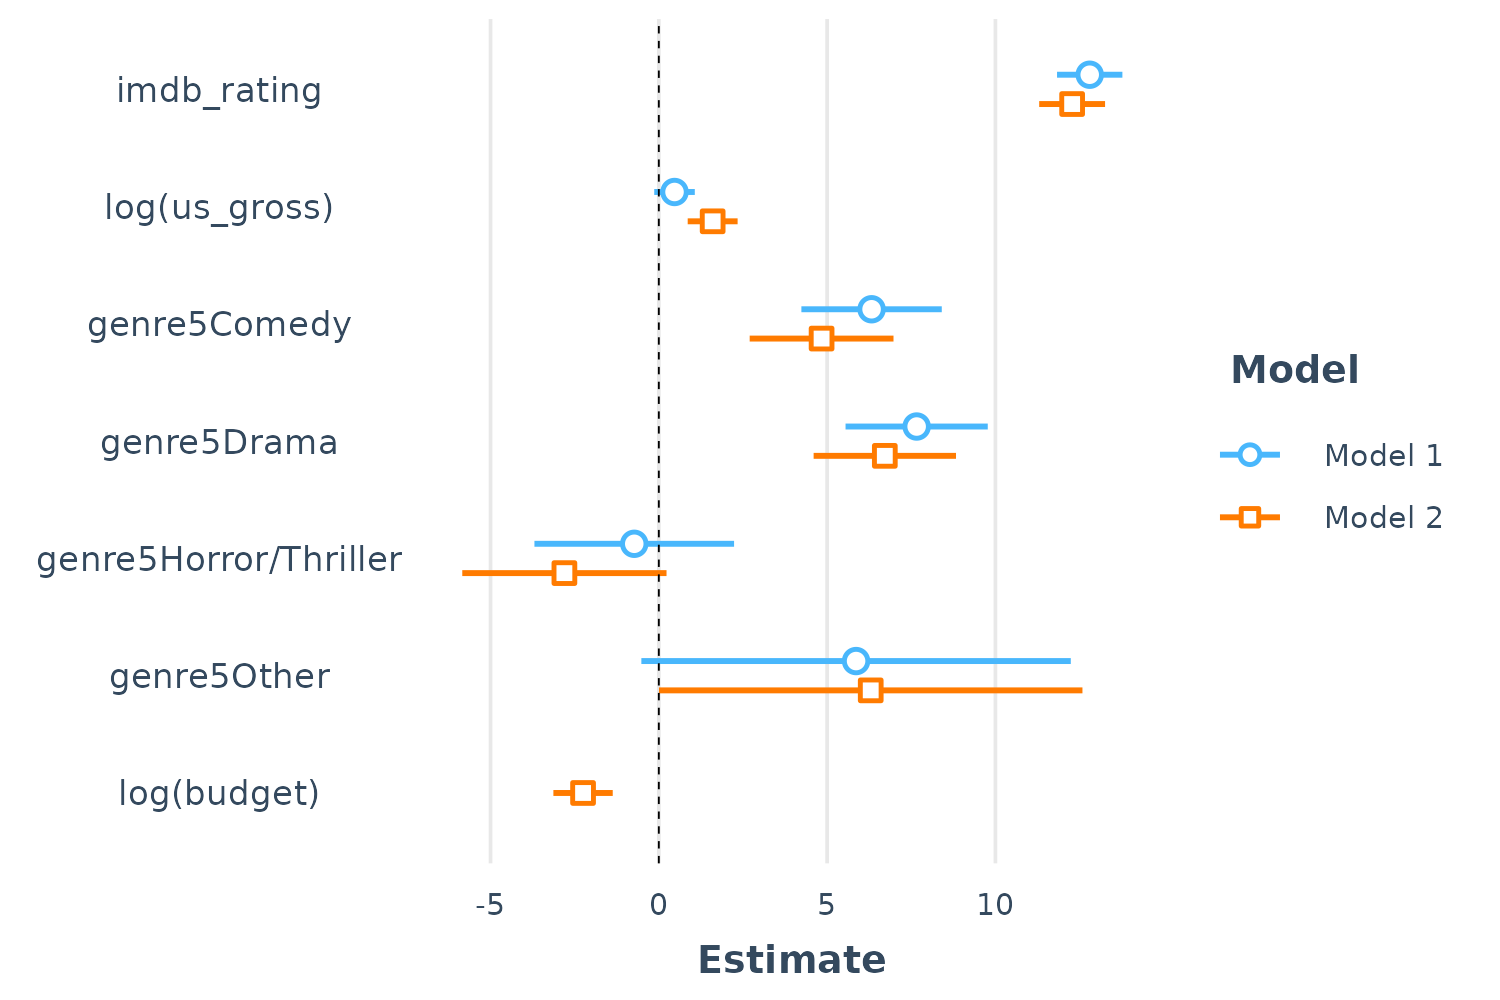 imdb_rating
log(us_gross)
genre5Comedy
genre5Drama
genre5Horror/Thriller
genre5Other
log(budget)
-5 0 5 10
Estimate
Model
Model 1
Model 2